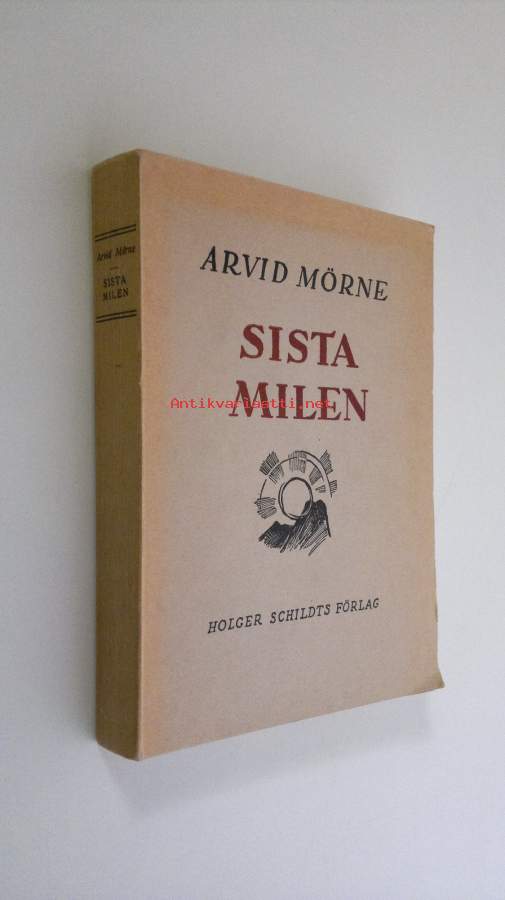 Arvid Mörne
SISTA
MILEN
ARVID MÖRNE
SISTA
MILEN
Antikvariaatti.net
HOLGER SCHILDTS FÖRLAG